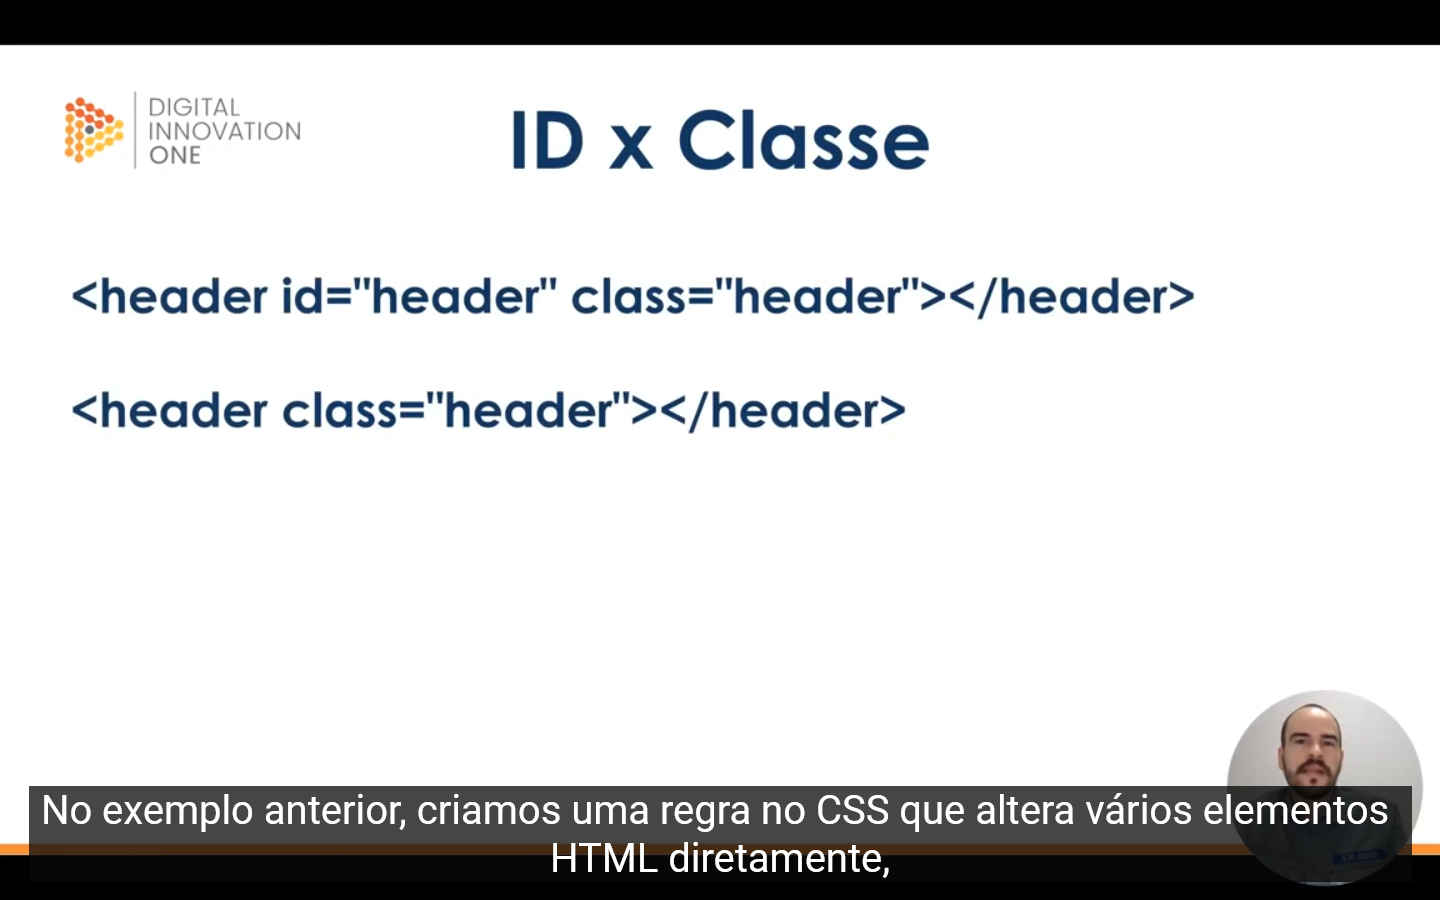 DIGITAL
INNOVATION
ONE
ID x Classe
<header id="header" class="header"></header>
<header class="header"></header>
No exemplo anterior, criamos uma regra no CSS que altera vários elementos
HTML diretamente,